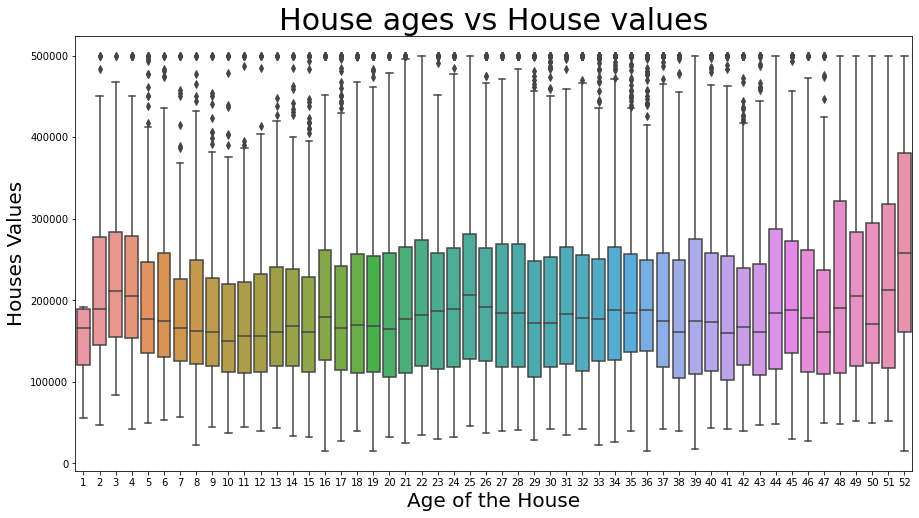 House ages vs House values
500000
400000
300000
200000
100000
0
Houses Values
1 2 3 4 5 6 7 8 9 10 11 12 13 14 15 16 17 18 19 20 21 22 23 24 25 26 27 28 29 30 31 32 33 34 35 36 37 38 39 40 41 42 43 44 45 46 47 48 49 50 51 52
Age of the House